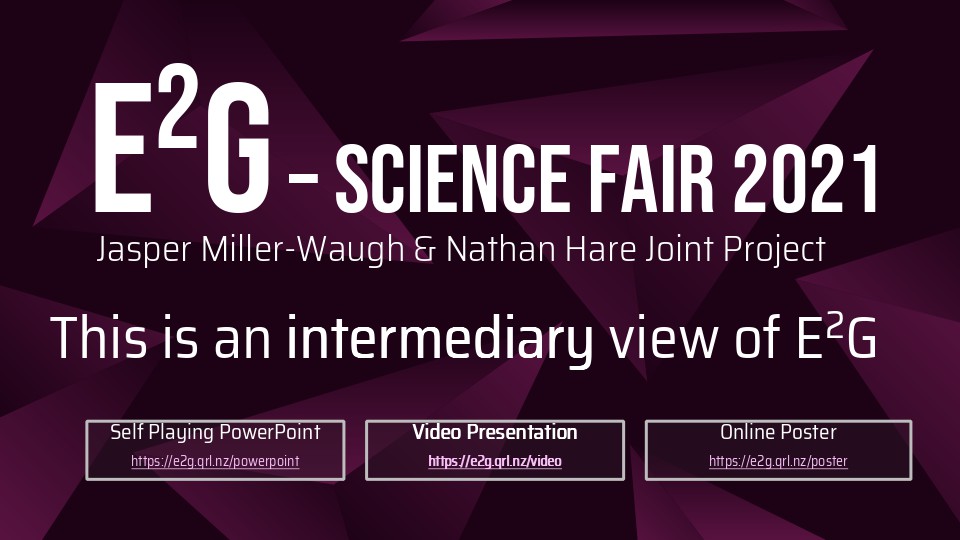 E²G – SCIENCE FAIR 2021
Jasper Miller-Waugh & Nathan Hare Joint Project
This is an intermediary view of E²G
Self Playing PowerPoint
https://e2g.qrl.nz/powerpoint
Video Presentation
https://e2g.qrl.nz/video
Online Poster
https://e2g.qrl.nz/poster